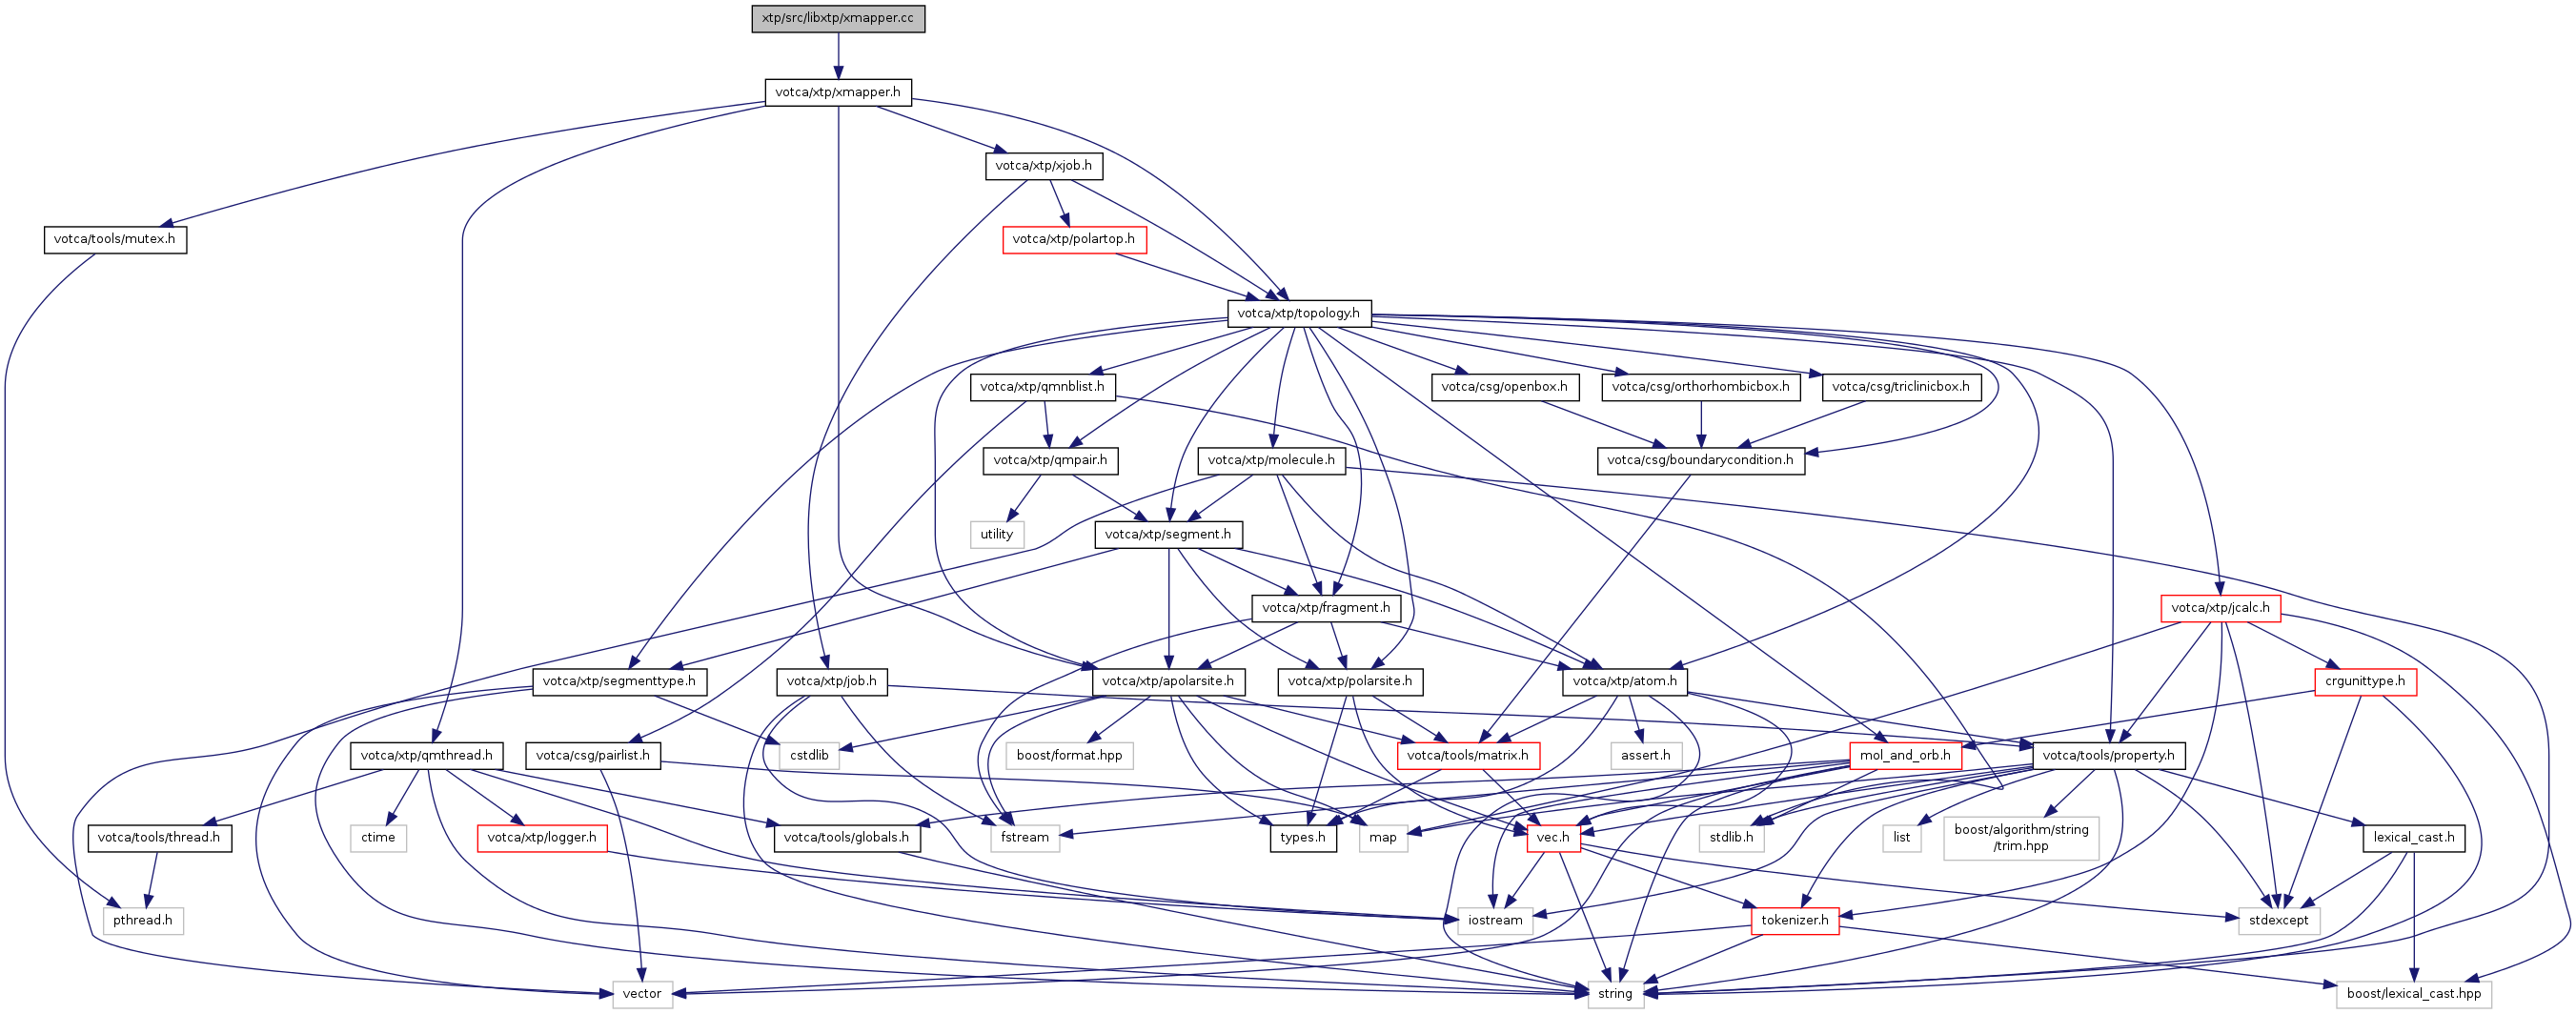 xtp/src/libxtp/xmapper.cc
votca/xtp/xmapper.h
votca/xtp/xjob.h
votca/tools/mutex.h
votca/xtp/polartop.h
votca/xtp/topology.h
votca/xtp/qmnblist.h
votca/csg/openbox.h
votca/csg/orthorhombicbox.h
votca/csg/triclinicbox.h
votca/xtp/qmpair.h
votca/xtp/molecule.h
votca/csg/boundarycondition.h
utility
votca/xtp/segment.h
votca/xtp/fragment.h
votca/xtp/jcalc.h
votca/xtp/segmenttype.h
votca/xtp/job.h
votca/xtp/apolarsite.h
votca/xtp/polarsite.h
votca/xtp/atom.h
crgunittype.h
votca/xtp/qmthread.h
votca/csg/pairlist.h
cstdlib
boost/format.hpp
votca/tools/matrix.h
assert.h
mol_and_orb.h
votca/tools/property.h
votca/tools/thread.h
ctime
votca/xtp/logger.h
votca/tools/globals.h
fstream
types.h
map
vec.h
stdlib.h
list
boost/algorithm/string
/trim.hpp
lexical_cast.h
pthread.h
iostream
tokenizer.h
stdexcept
vector
string
boost/lexical_cast.hpp